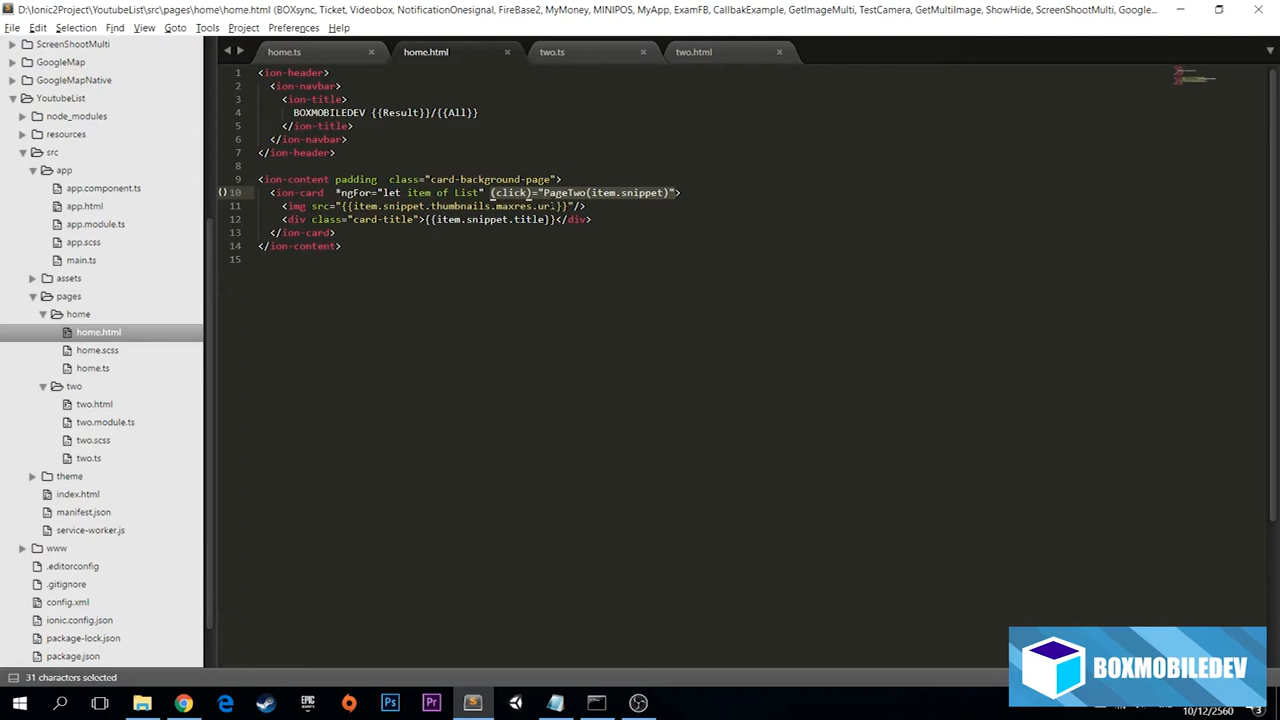 D:\Ionic2Project\YoutubeList\src\pages\home\home.html (BOXsync, Ticket, Videobox, NotificationOnesignal, FireBase2, MyMoney, MINIPOS, MyApp, ExamFB, CallbakExample, GetImageMulti, TestCamera, GetMultiImage, ShowHide, ScreenShootMulti, Google...
File Edit Selection Find View Goto Tools Project Preferences Help
ScreenShootMulti
GoogleMap
GoogleMapNative
YoutubeList
node_modules
resources
src
app
app.component.ts
app.html
app.module.ts
app.scss
main.ts
assets
pages
home
home.html
home.scss
home.ts
two
two.html
two.module.ts
two.scss
two.ts
theme
index.html
manifest.json
service-worker.js
www
.editorconfig
.gitignore
config.xml
ionic.config.json
package-lock.json
package.json
home.ts home.html two.ts two.html
1 <ion-header>
2 <ion-navbar>
3 <ion-title>
4 BOXMOBILEDEV {{Result}}/{{All}}
5 </ion-title>
6 </ion-navbar>
7 </ion-header>
8
9 <ion-content padding class="card-background-page">
10 <ion-card *ngFor="let item of List" (click)="PageTwo(item.snippet)">
11 <img src="{{item.snippet.thumbnails.maxres.url}}"/>
12 <div class="card-title">{{item.snippet.title}}</div>
13 </ion-card>
14 </ion-content>
15
31 characters selected
BOXMOBILEDEV
EPIC Ps Pr S
10/12/2560
3